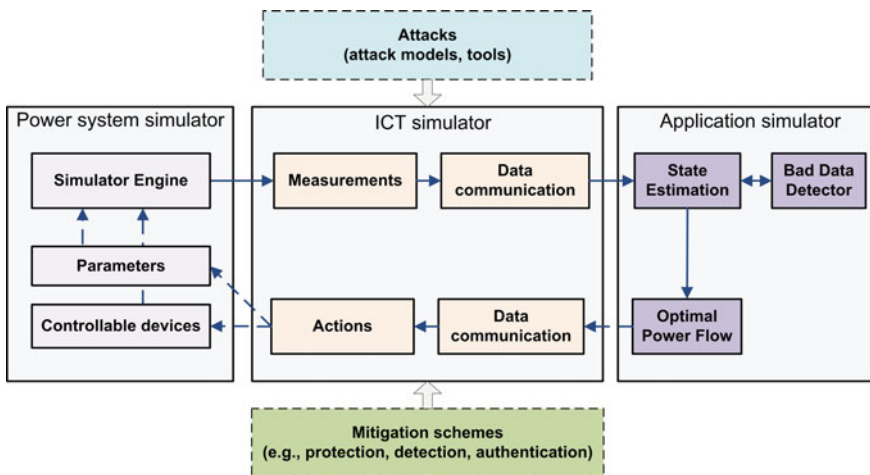 Attacks
(attack models, tools)
Power system simulator
ICT simulator
Application simulator
Simulator Engine
Measurements
Data
communication
State
Estimation
Bad Data
Detector
Parameters
Controllable devices
Actions
Data
communication
Optimal
Power Flow
Mitigation schemes
(e.g., protection, detection, authentication)